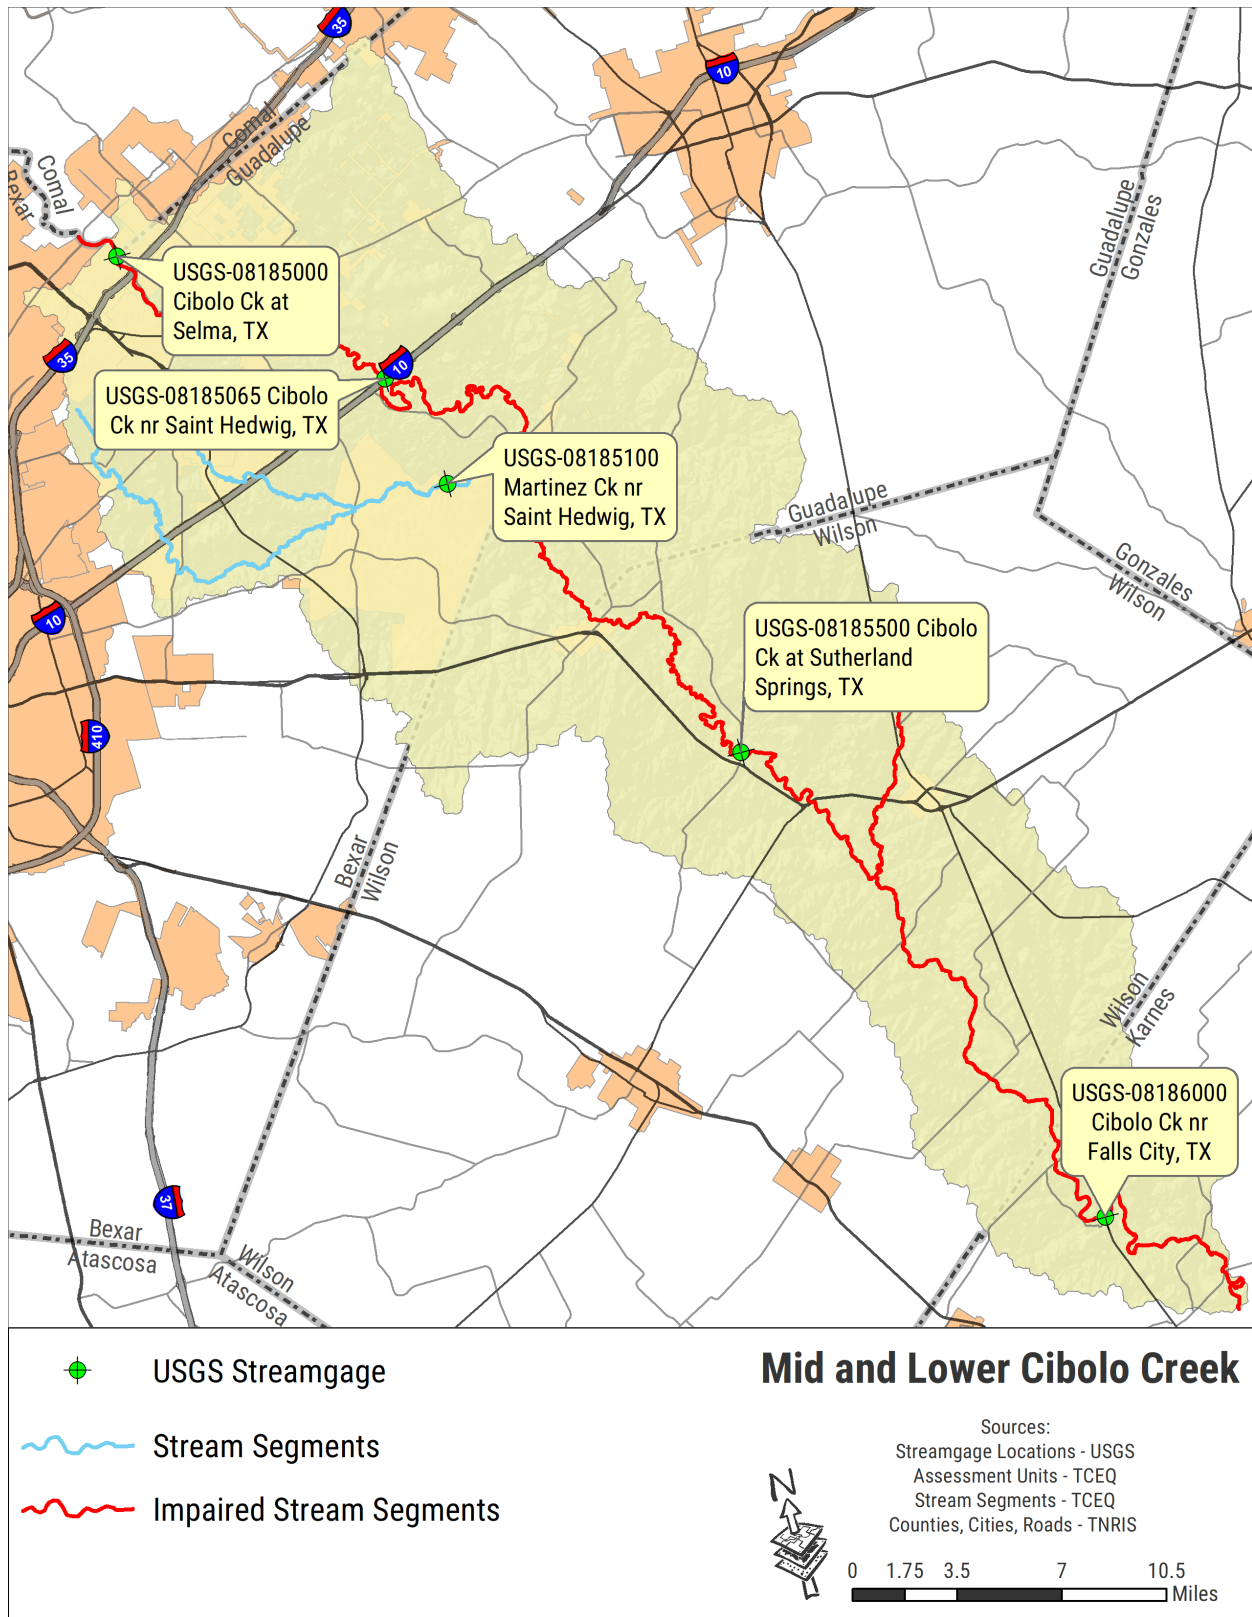 35
10
Comal
Guadalupe
Comal
Bexar
Guadalupe
Gonzales
USGS-08185000
Cibolo Ck at
Selma, TX
35
10
USGS-08185065 Cibolo
Ck nr Saint Hedwig, TX
USGS-08185100
Martinez Ck nr
Saint Hedwig, TX
Guadalupe
Wilson
Gonzales
Wilson
10
USGS-08185500 Cibolo
Ck at Sutherland
Springs, TX
410
Bexar
Wilson
Wilson
Karnes
USGS-08186000
Cibolo Ck nr
Falls City, TX
37
Bexar
Atascosa
Wilson
Atascosa
USGS Streamgage
Stream Segments
Impaired Stream Segments
Mid and Lower Cibolo Creek
Sources:
Streamgage Locations - USGS
Assessment Units - TCEQ
Stream Segments - TCEQ
Counties, Cities, Roads - TNRIS
N
0 1.75 3.5 7 10.5
Miles